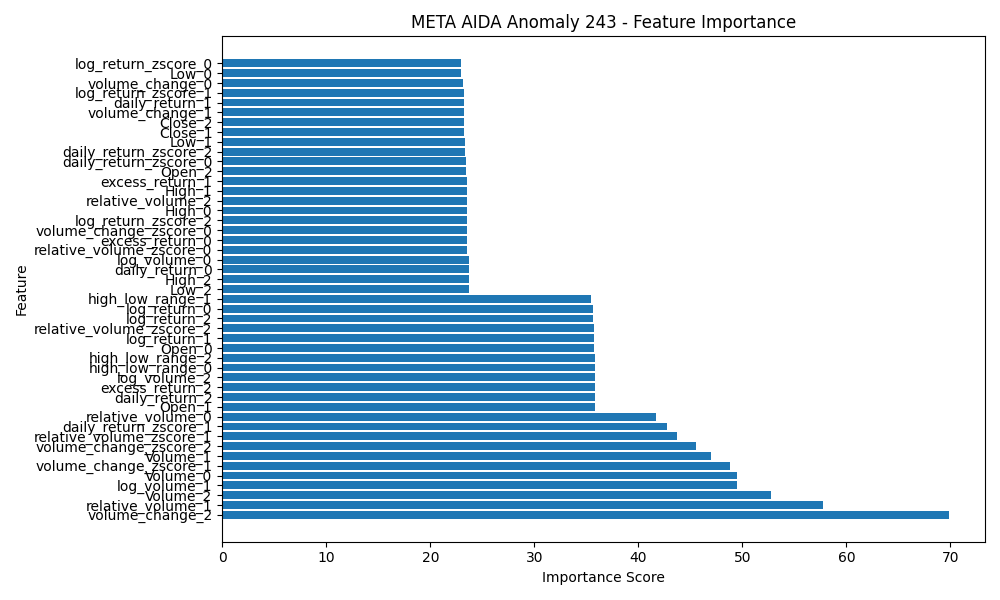 META AIDA Anomaly 243 - Feature Importance
log_return_zscore_0
Low_0
volume_change_0
log_return_zscore_1
daily_return_1
volume_change_1
Close_2
Close_1
Low_1
daily_return_zscore_2
daily_return_zscore_0
Open_2
excess_return_1
High_1
relative_volume_2
High_0
log_return_zscore_2
volume_change_zscore_0
excess_return_0
relative_volume_zscore_0
log_volume_0
daily_return_0
High_2
Low_2
high_low_range_1
log_return_0
log_return_2
relative_volume_zscore_2
log_return_1
Open_0
high_low_range_2
high_low_range_0
log_volume_2
excess_return_2
daily_return_2
Open_1
relative_volume_0
daily_return_zscore_1
relative_volume_zscore_1
volume_change_zscore_2
Volume_1
volume_change_zscore_1
Volume_0
log_volume_1
Volume_2
relative_volume_1
volume_change_2
Feature
0 10 20 30 40 50 60 70
Importance Score